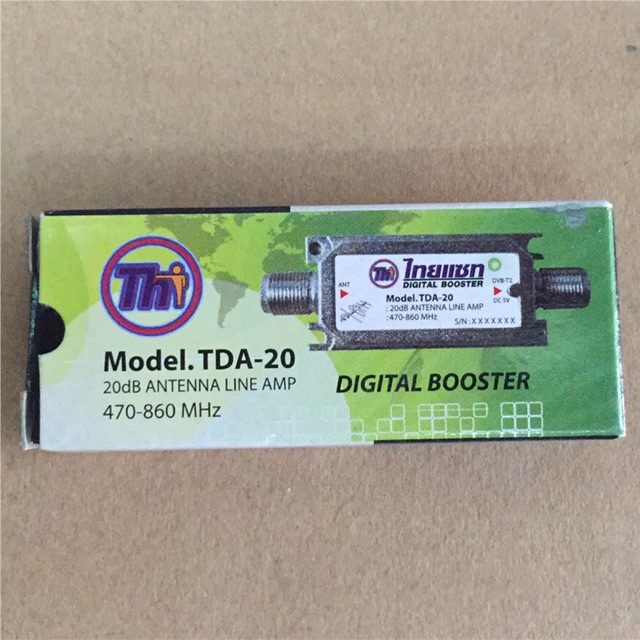 Thi
Model.TDA-20
20dB ANTENNA LINE AMP
470-860 MHz
ANT
Thi ไทยแซท
DIGITAL BOOSTER
Model.TDA-20
: 20dB ANTENNA LINE AMP
: 470-860 MHz
S/N : XXXXXXX
DVB-T2
DC 5V
DIGITAL BOOSTER